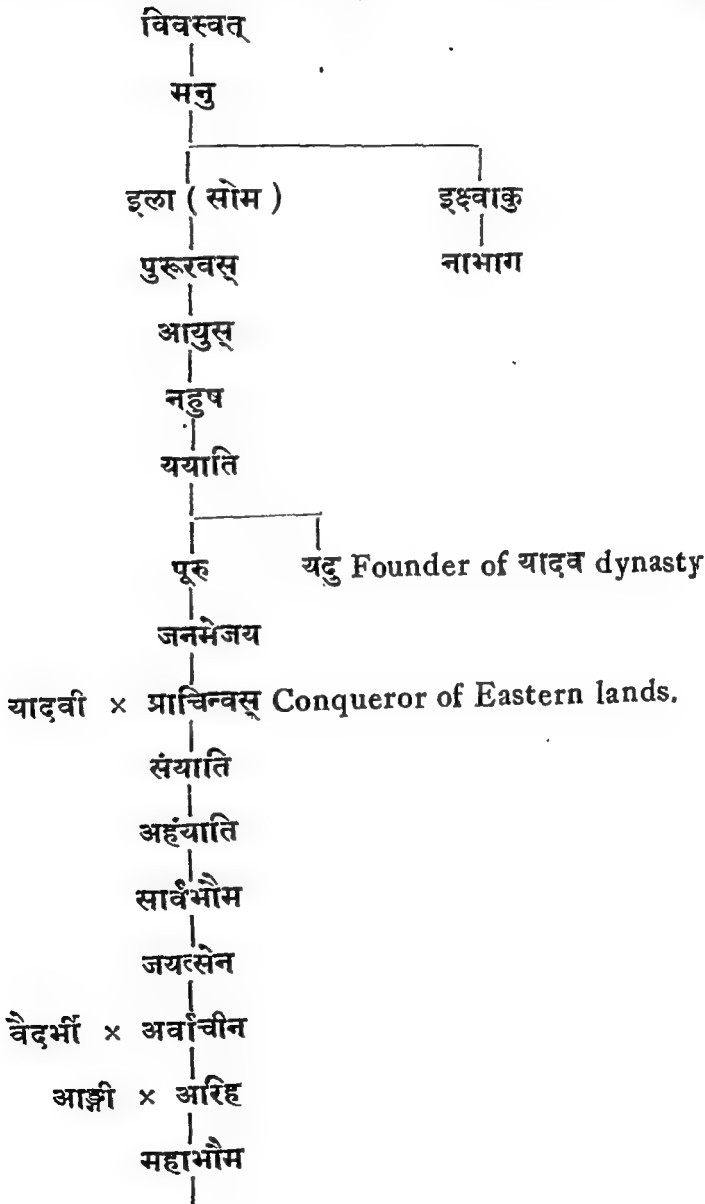 विवस्वत्
मनु
इला ( सोम ) इक्ष्वाकु
पुरूरवस् नाभाग
आयुस्
नहुष
ययाति
पूरु यदु Founder of यादव dynasty
जनमेजय
यादवी × प्राचिन्वस् Conqueror of Eastern lands.
संयाति
अहंयाति
सार्वभौम
जयत्सेन
वैदर्भी × अर्वाचीन
आङ्गी × आरिह
महाभौम